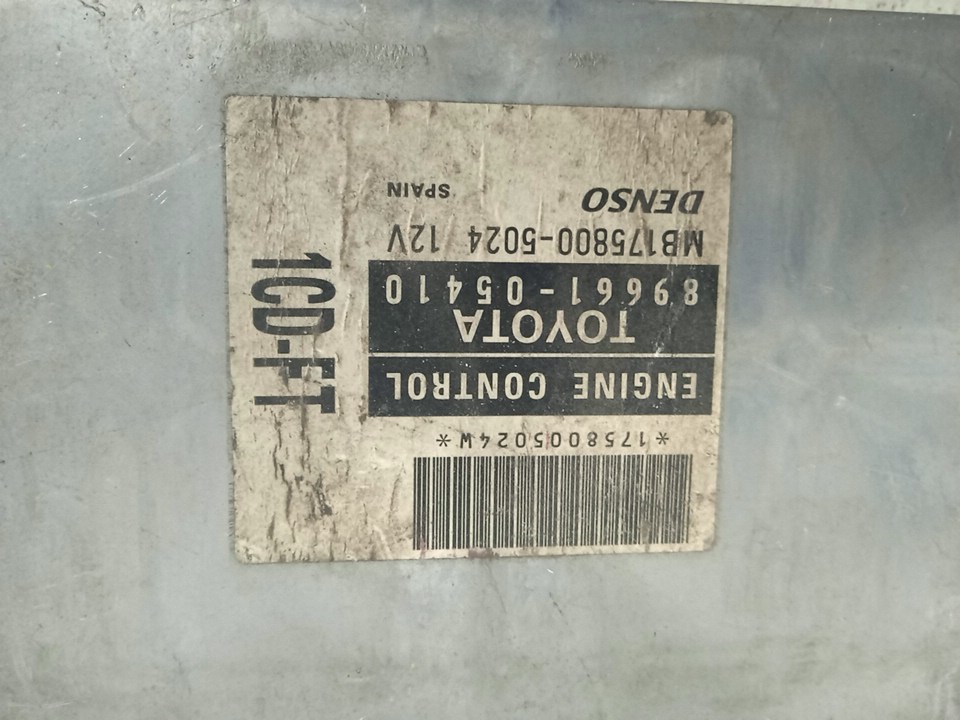 *1758005024W*
ENGINE CONTROL
TOYOTA
89661-05410
MB175800-5024 12V
DENSO
SPAIN
1CD-FT